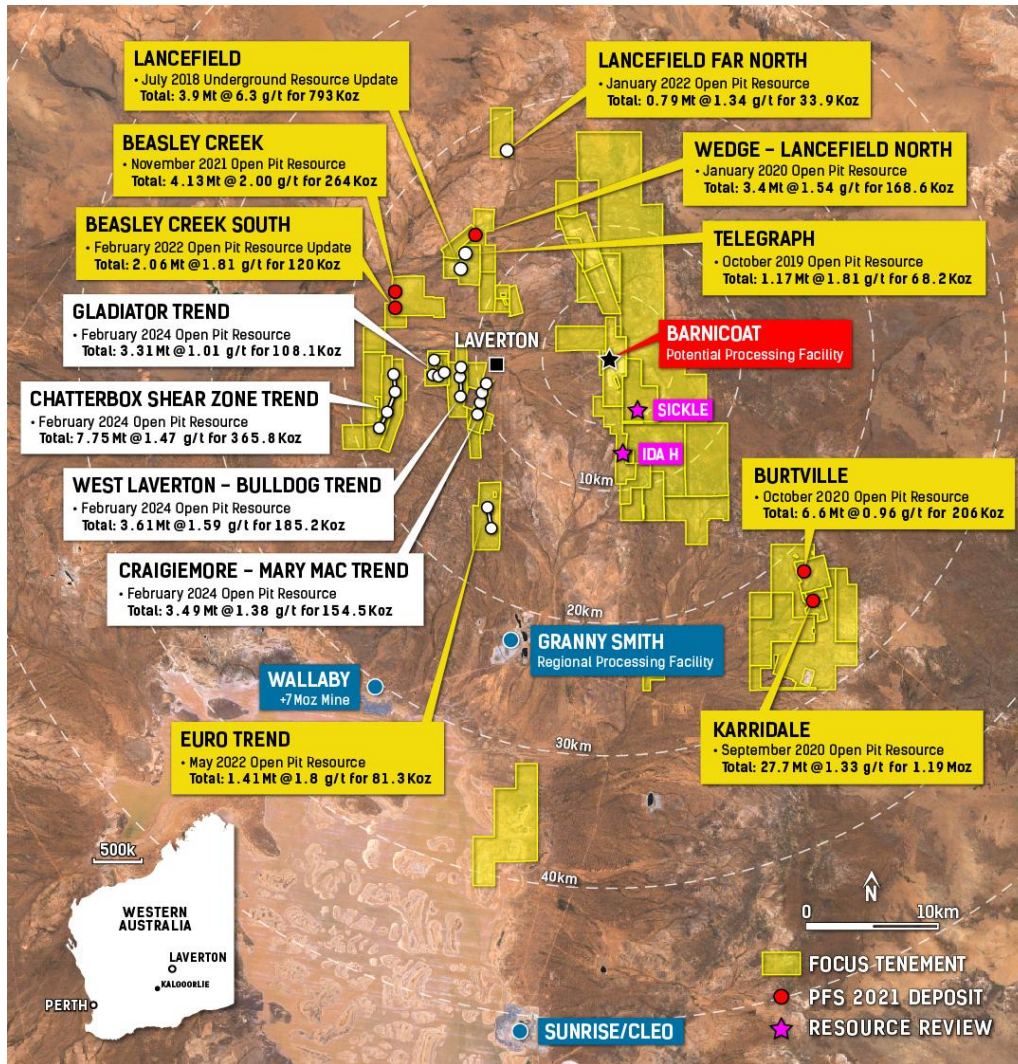 LANCEFIELD
• July 2018 Underground Resource Update
Total: 3.9 Mt @ 6.3 g/t for 793 Koz
LANCEFIELD FAR NORTH
• January 2022 Open Pit Resource
Total: 0.79 Mt @ 1.34 g/t for 33.9 Koz
BEASLEY CREEK
• November 2021 Open Pit Resource
Total: 4.13 Mt @ 2.00 g/t for 264 Koz
WEDGE – LANCEFIELD NORTH
• January 2020 Open Pit Resource
Total: 3.4 Mt @ 1.54 g/t for 168.6 Koz
BEASLEY CREEK SOUTH
• February 2022 Open Pit Resource Update
Total: 2.06 Mt @ 1.81 g/t for 120 Koz
TELEGRAPH
• October 2019 Open Pit Resource
Total: 1.17 Mt @ 1.81 g/t for 68.2 Koz
GLADIATOR TREND
• February 2024 Open Pit Resource
Total: 3.31 Mt @ 1.01 g/t for 108.1 Koz
LAVERTON
BARNICOAT
Potential Processing Facility
CHATTERBOX SHEAR ZONE TREND
• February 2024 Open Pit Resource
Total: 7.75 Mt @ 1.47 g/t for 365.8 Koz
SICKLE
IDA H
WEST LAVERTON – BULLDOG TREND
• February 2024 Open Pit Resource
Total: 3.61 Mt @ 1.59 g/t for 185.2 Koz
10km
BURTVILLE
• October 2020 Open Pit Resource
Total: 6.6 Mt @ 0.96 g/t for 206 Koz
CRAIGIEMORE – MARY MAC TREND
• February 2024 Open Pit Resource
Total: 3.49 Mt @ 1.38 g/t for 154.5 Koz
20km
GRANNY SMITH
Regional Processing Facility
WALLABY
+7 Moz Mine
EURO TREND
• May 2022 Open Pit Resource
Total: 1.41 Mt @ 1.8 g/t for 81.3 Koz
30km
KARRIDALE
• September 2020 Open Pit Resource
Total: 27.7 Mt @ 1.33 g/t for 1.19 Moz
40km
500k
WESTERN
AUSTRALIA
LAVERTON
KALGOORLIE
PERTH
N
0 10km
FOCUS TENEMENT
PFS 2021 DEPOSIT
RESOURCE REVIEW
SUNRISE/CLEO